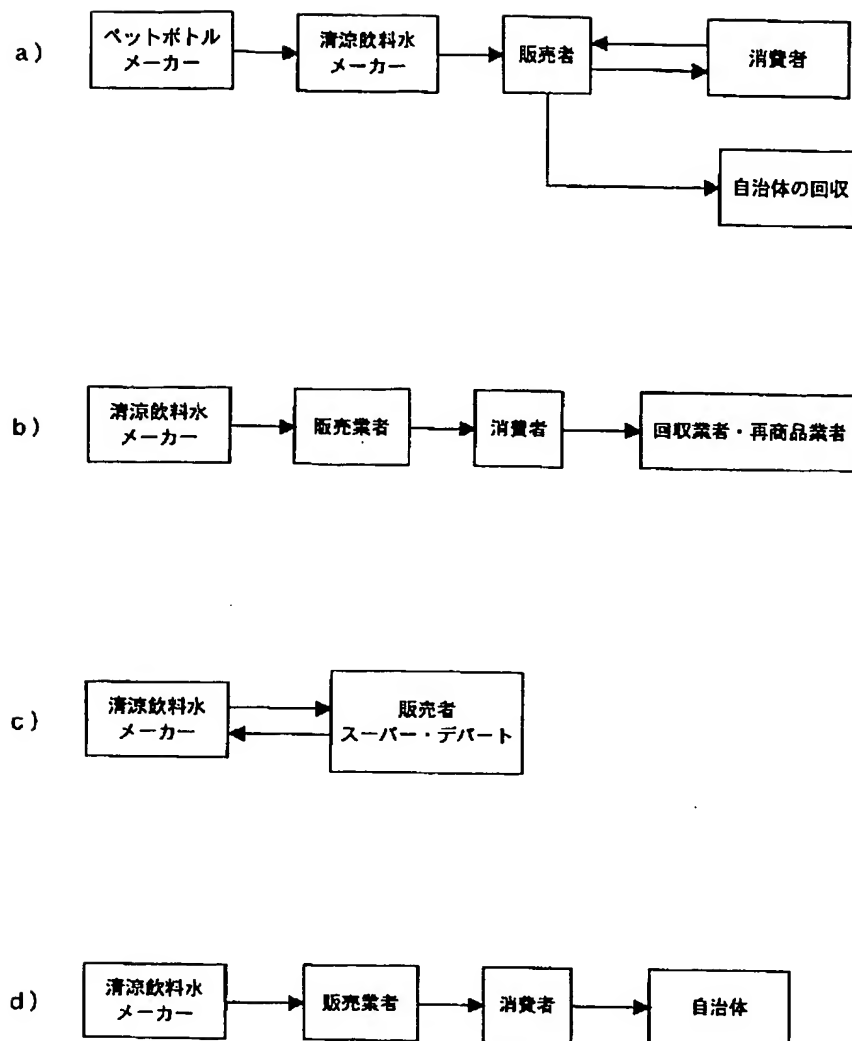 a)
ペットボトル
メーカー
清涼飲料水
メーカー
販売者
消費者
自治体の回収
b)
清涼飲料水
メーカー
販売業者
消費者
回収業者・再商品業者
c)
清涼飲料水
メーカー
販売者
スーパー・デパート
d)
清涼飲料水
メーカー
販売業者
消費者
自治体